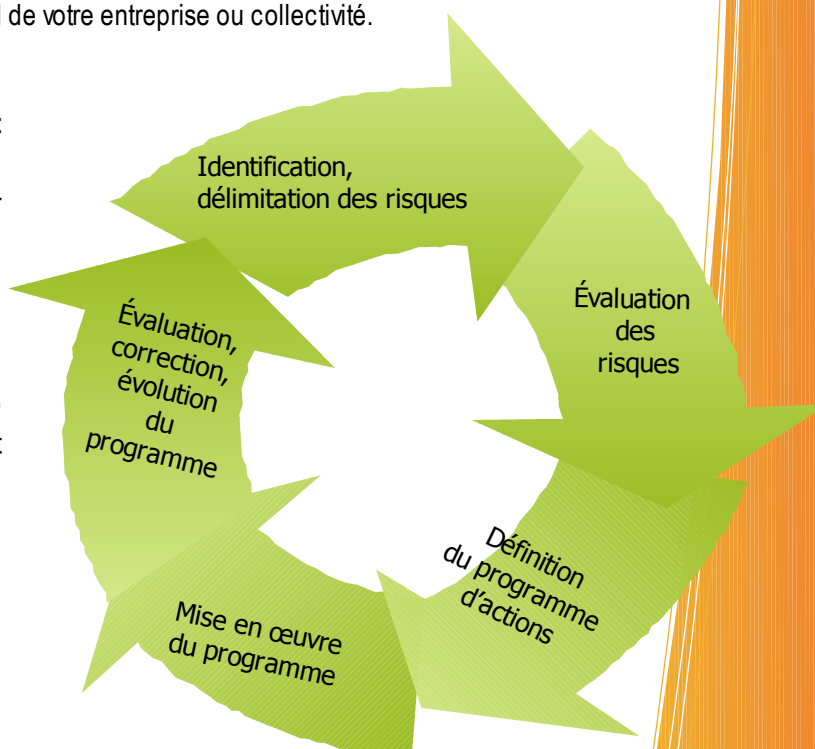 de votre entreprise ou collectivité.
Identification,
délimitation des risques
Évaluation
des
risques
Définition
du programme
d'actions
Mise en œuvre
du programme
Évaluation,
correction,
évolution
du
programme